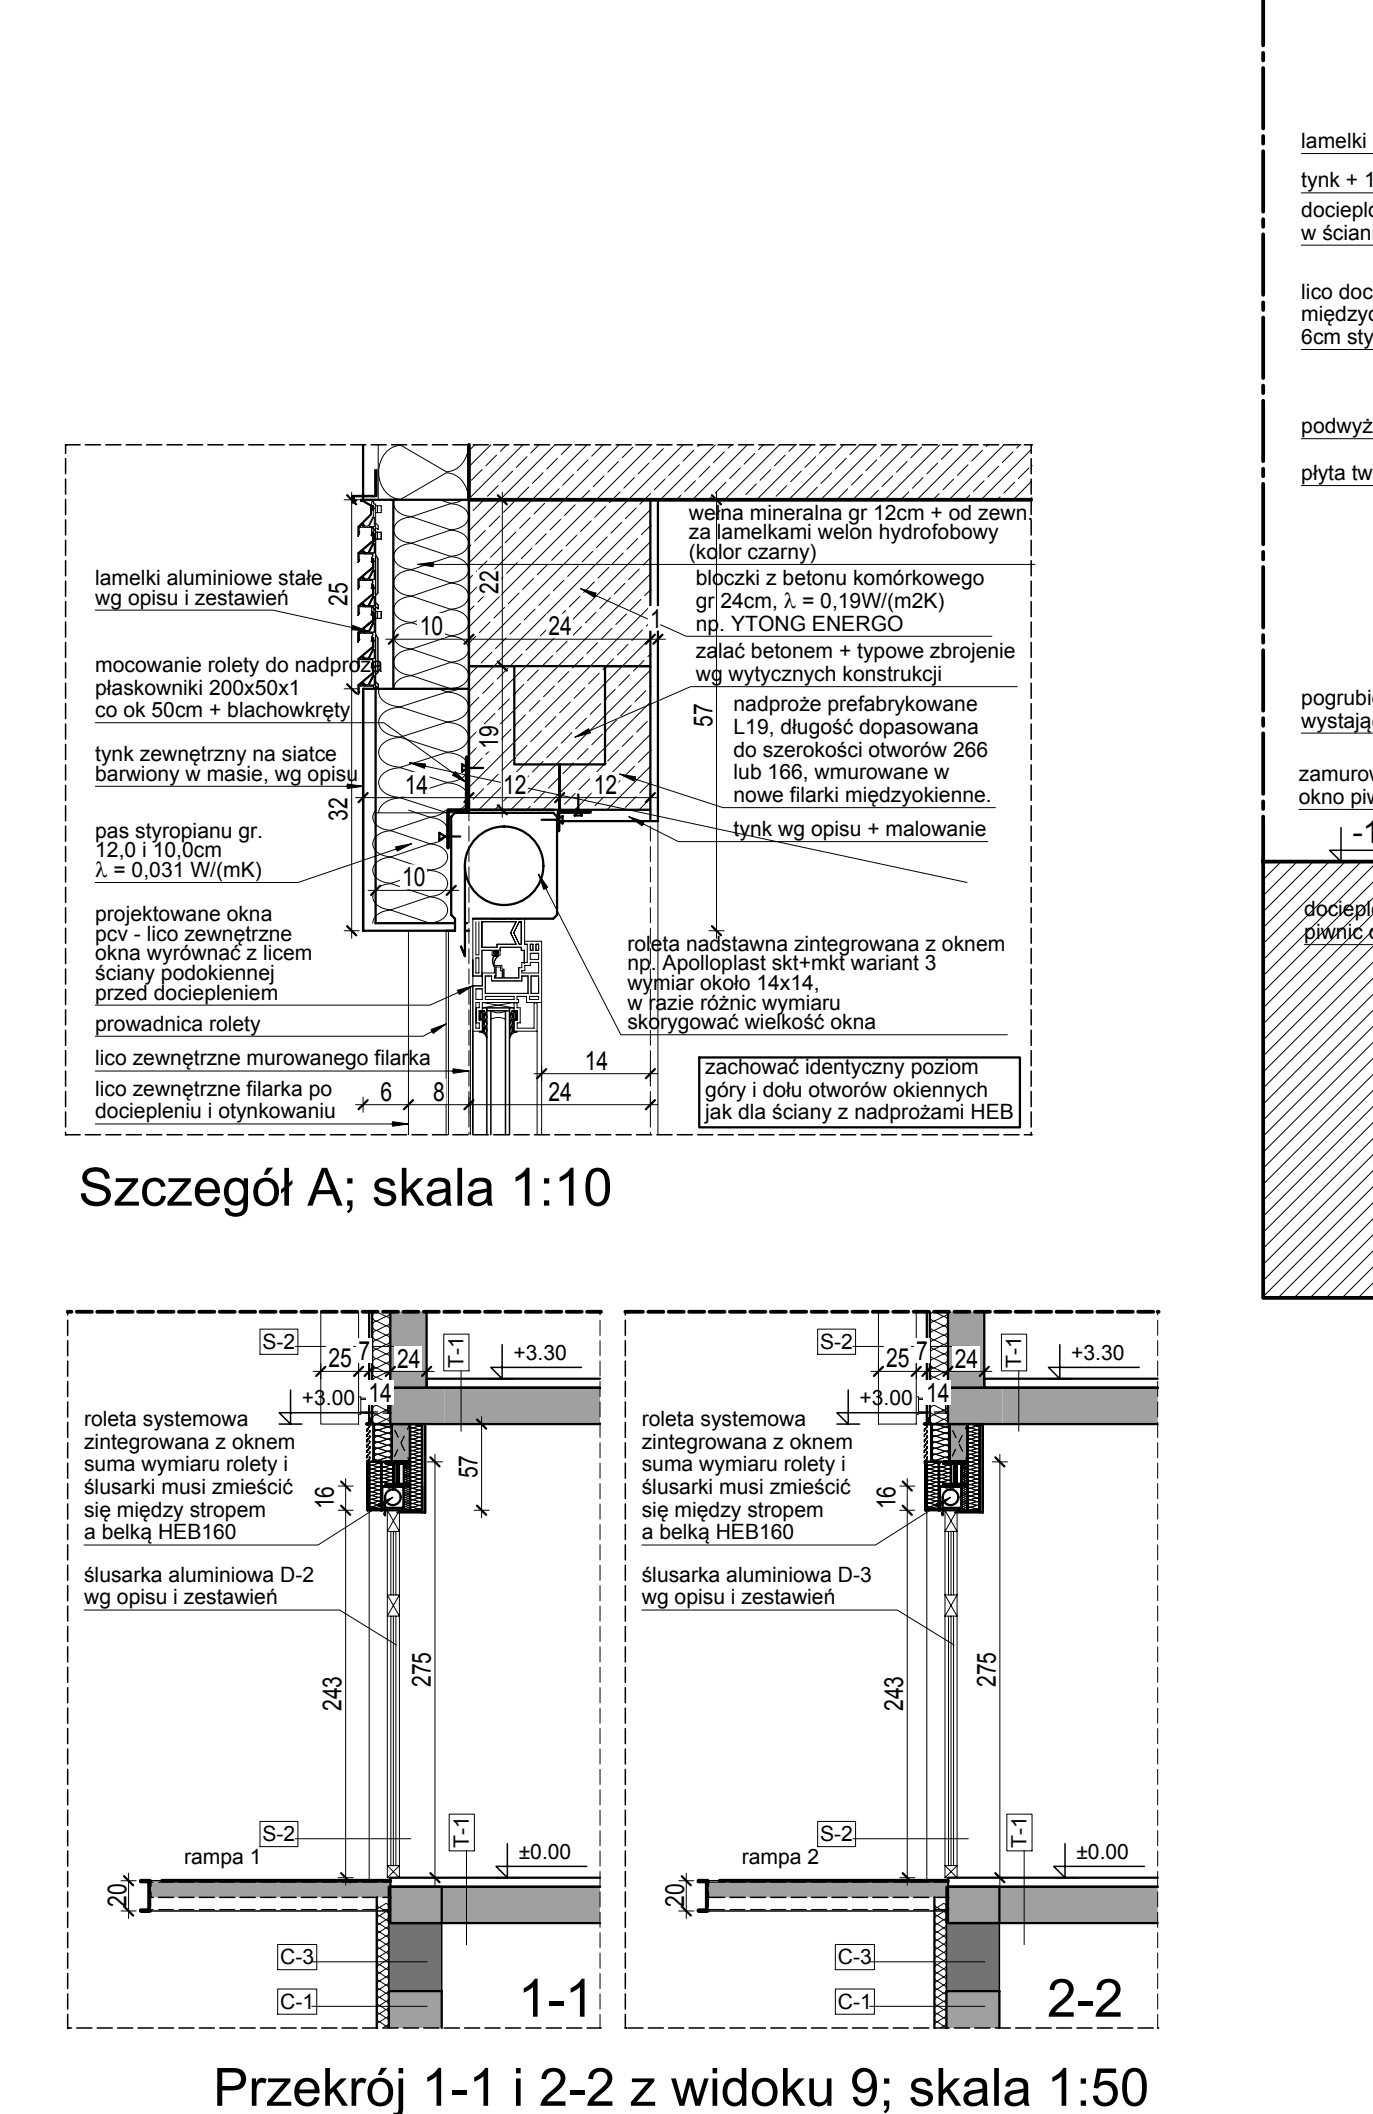 lamelki aluminiowe stałe
wg opisu i zestawień
mocowanie rolety do nadproża
płaskowniki 200x50x1
co ok 50cm + blachowkręty
tynk zewnętrzny na siatce
barwiony w masie, wg opisu
pas styropianu gr.
12,0 i 10,0cm
λ = 0,031 W/(mK)
projektowane okna
pcv - lico zewnętrzne
okna wyrównać z licem
ściany podokiennej
przed dociepleniem
prowadnica rolety
lico zewnętrzne murowanego filarka
lico zewnętrzne filarka po
dociepleniu i otynkowaniu
25
32
10
22
24
1
19
57
14
12
12
10
14
6
8
24
wełna mineralna gr 12cm + od zewn.
za lamelkami welon hydrofobowy
(kolor czarny)
bloczki z betonu komórkowego
gr 24cm, λ = 0,19W/(m2K)
np. YTONG ENERGO
zalać betonem + typowe zbrojenie
wg wytycznych konstrukcji
nadproże prefabrykowane
L19, długość dopasowana
do szerokości otworów 266
lub 166, wmurowane w
nowe filarki międzyokienne.
tynk wg opisu + malowanie
roleta nadstawna zintegrowana z oknem
np. Apolloplast skt+mkt wariant 3
wymiar około 14x14,
w razie różnic wymiaru
skorygować wielkość okna
zachować identyczny poziom
góry i dołu otworów okiennych
jak dla ściany z nadprożami HEB
Szczegół A; skala 1:10
lamelki
tynk + 1
docieplo
w ściani
lico doc
międzyo
6cm sty
podwyż
płyta tw
pogrubie
wystając
zamurow
okno piw
-1
docieple
piwnic o
S-2
25
7
24
T-1
+3.30
+3.00
14
roleta systemowa
zintegrowana z oknem
suma wymiaru rolety i
ślusarki musi zmieścić
się między stropem
a belką HEB160
57
16
ślusarka aluminiowa D-2
wg opisu i zestawień
243
275
S-2
T-1
rampa 1
±0.00
20
C-3
C-1
1-1
S-2
25
7
24
T-1
+3.30
+3.00
14
roleta systemowa
zintegrowana z oknem
suma wymiaru rolety i
ślusarki musi zmieścić
się między stropem
a belką HEB160
16
ślusarka aluminiowa D-3
wg opisu i zestawień
243
275
S-2
T-1
rampa 2
±0.00
20
C-3
C-1
2-2
Przekrój 1-1 i 2-2 z widoku 9; skala 1:50